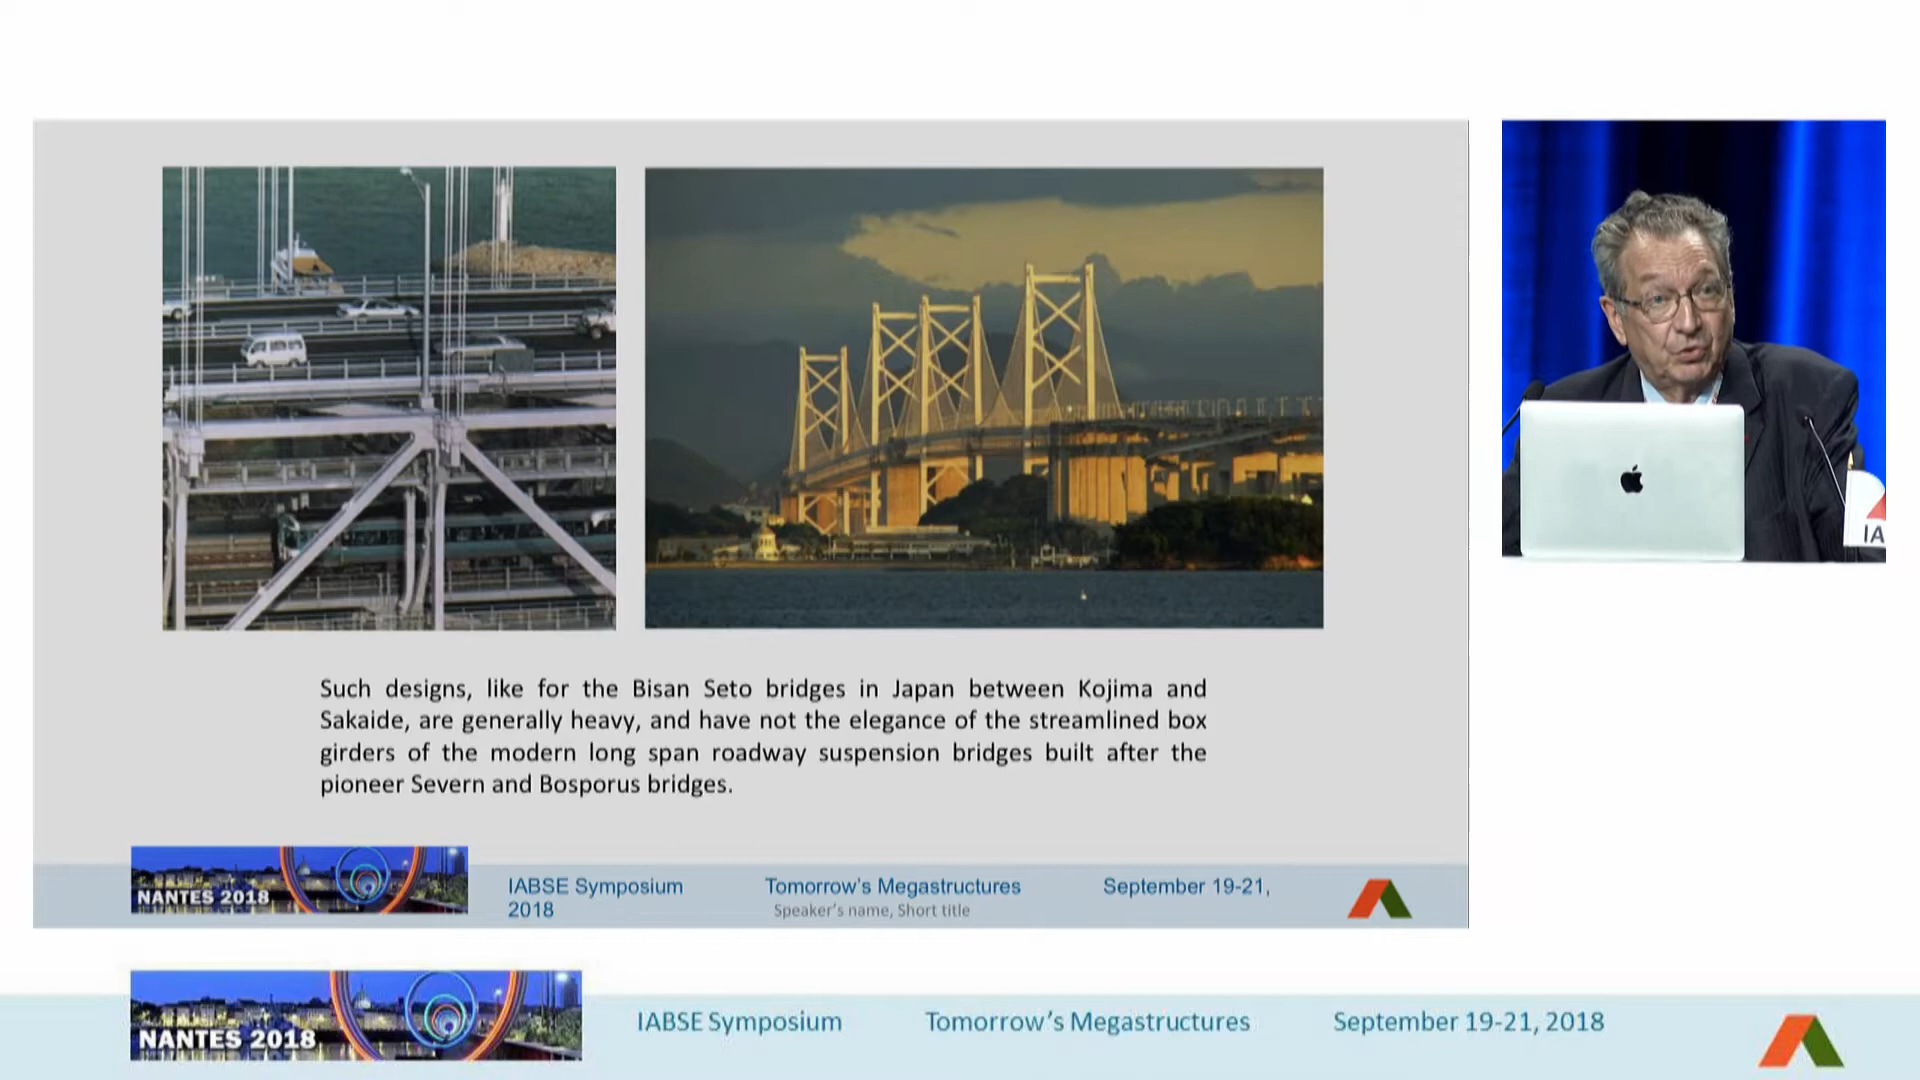 Such designs, like for the Bisan Seto bridges in Japan between Kojima and
Sakaide, are generally heavy, and have not the elegance of the streamlined box
girders of the modern long span roadway suspension bridges built after the
pioneer Severn and Bosporus bridges.
NANTES 2018
IABSE Symposium Tomorrow's Megastructures September 19-21,
2018 Speaker's name, Short title
IA
NANTES 2018
IABSE Symposium Tomorrow's Megastructures September 19-21, 2018